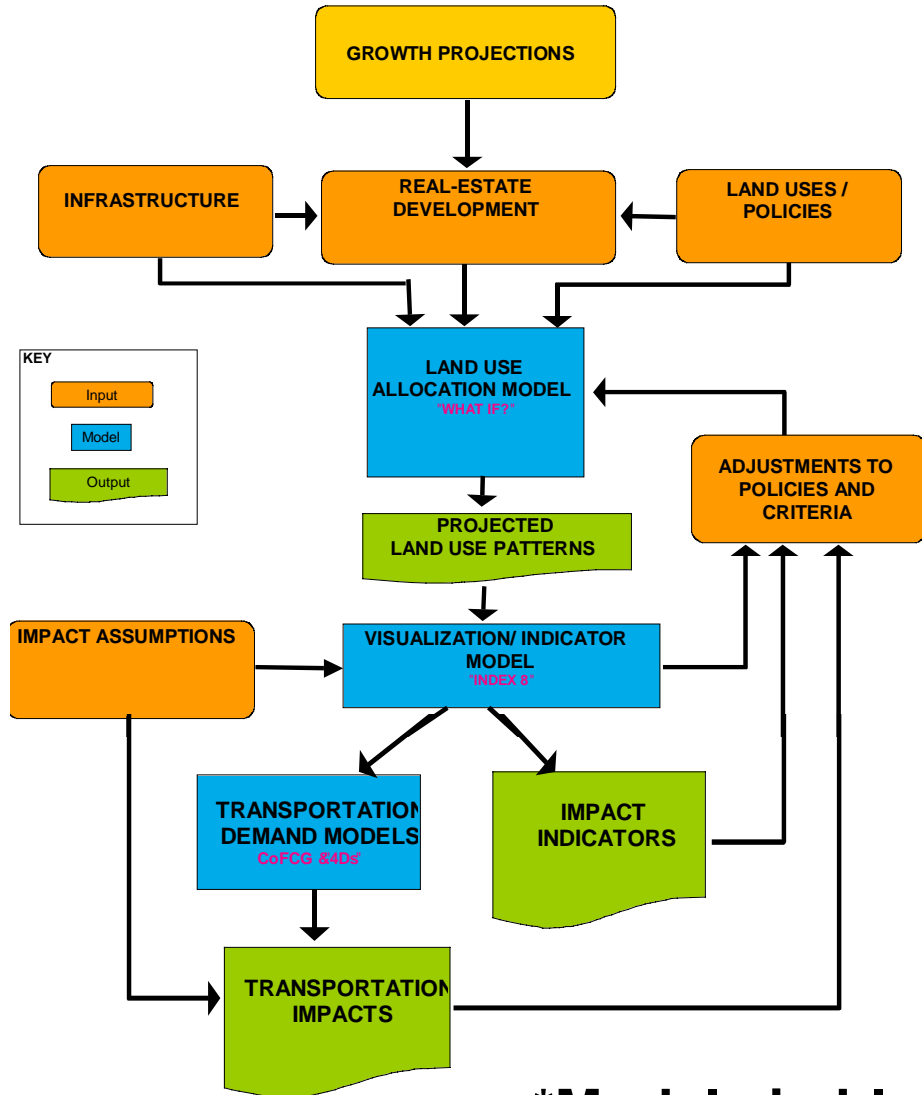 GROWTH PROJECTIONS
INFRASTRUCTURE
REAL-ESTATE
DEVELOPMENT
LAND USES /
POLICIES
KEY
Input
Model
Output
LAND USE
ALLOCATION MODEL
"WHAT IF?"
ADJUSTMENTS TO
POLICIES AND
CRITERIA
PROJECTED
LAND USE PATTERNS
IMPACT ASSUMPTIONS
VISUALIZATION/ INDICATOR
MODEL
"INDEX 8"
TRANSPORTATION
DEMAND MODELS
CoFCG &4Ds"
IMPACT
INDICATORS
TRANSPORTATION
IMPACTS